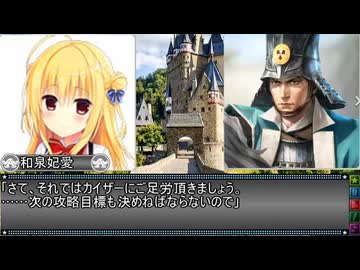 和泉妃愛
「さて、それではカイザーにご足労頂きましょう。
……次の攻略目標も決めねばならないので」